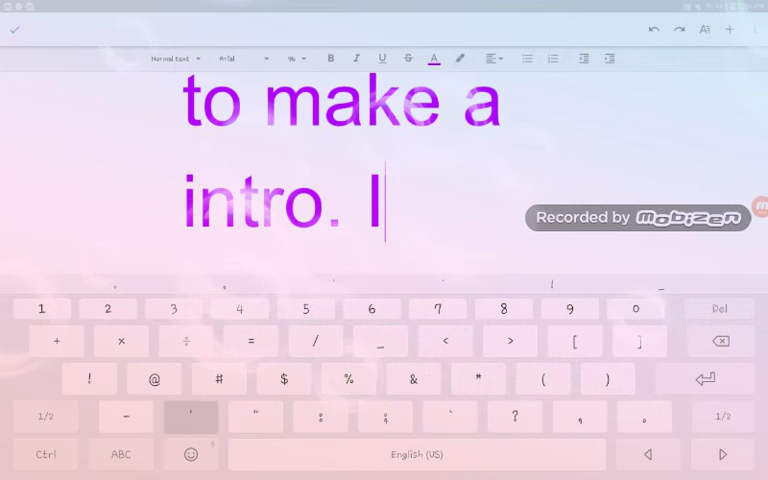 Normal text Arial 96 B I U S A
to make a
intro. I
Recorded by Mobizen
1 2 3 4 5 6 7 8 9 0 Del
+ × ÷ = / _ < > [ ]
! @ # $ % & * ( )
1/2 - ' " : ; ` ? , . 1/2
Ctrl ABC English (US)